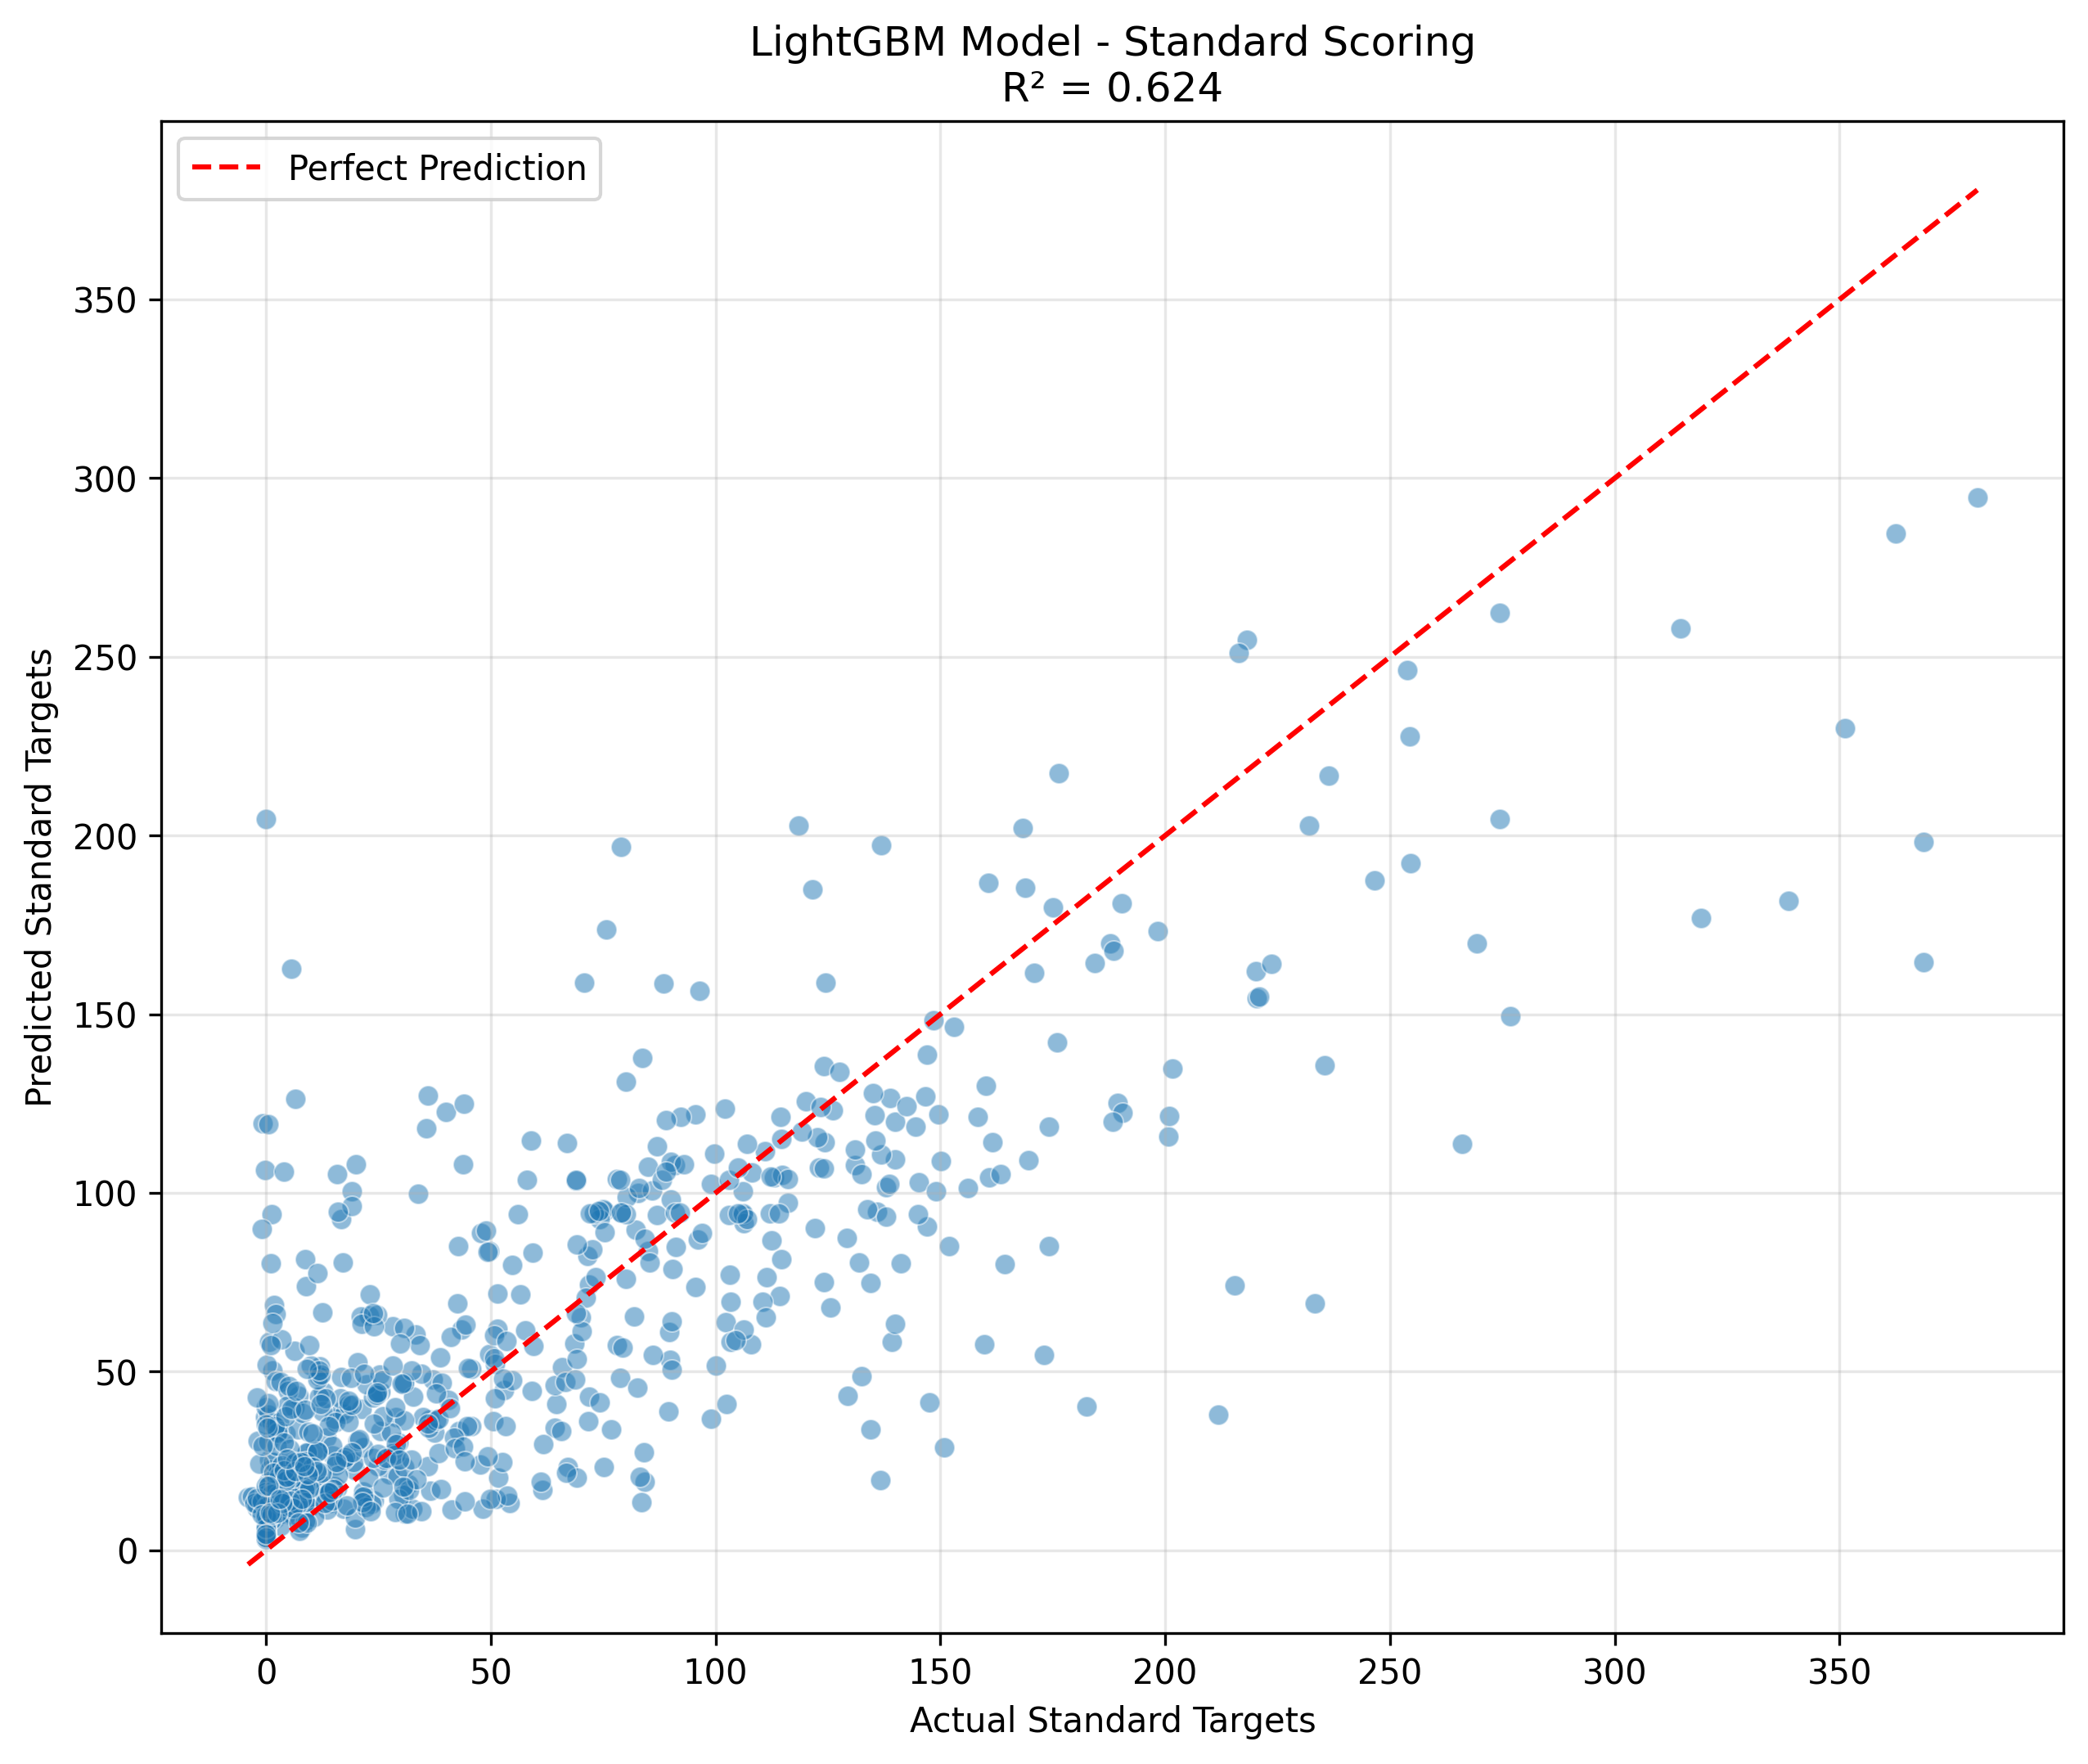 LightGBM Model - Standard Scoring
R² = 0.624
Perfect Prediction
Predicted Standard Targets
350
300
250
200
150
100
50
0
0 50 100 150 200 250 300 350
Actual Standard Targets